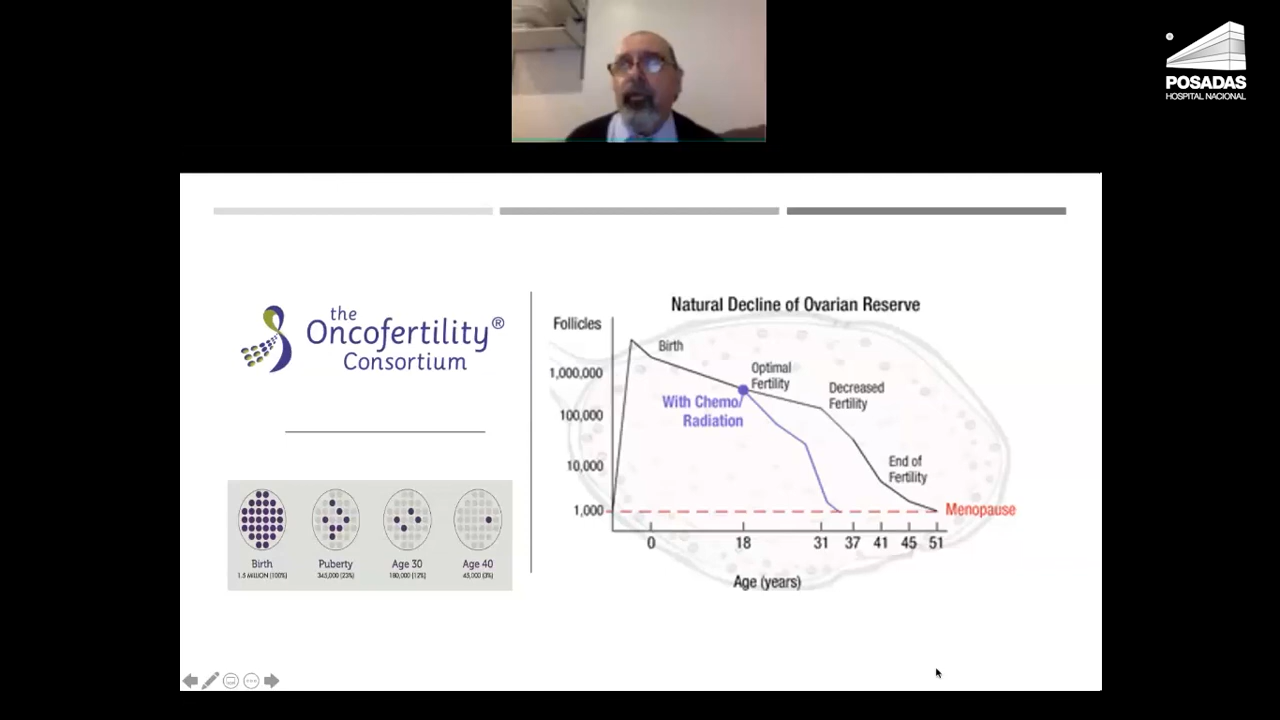 POSADAS
HOSPITAL NACIONAL
the
Oncofertility®
Consortium
Birth
1.5 MILLION (100%)
Puberty
345,000 (23%)
Age 30
180,000 (12%)
Age 40
45,000 (3%)
Natural Decline of Ovarian Reserve
Follicles
1,000,000
100,000
10,000
1,000
Birth
Optimal
Fertility
With Chemo/
Radiation
Decreased
Fertility
End of
Fertility
Menopause
0 18 31 37 41 45 51
Age (years)